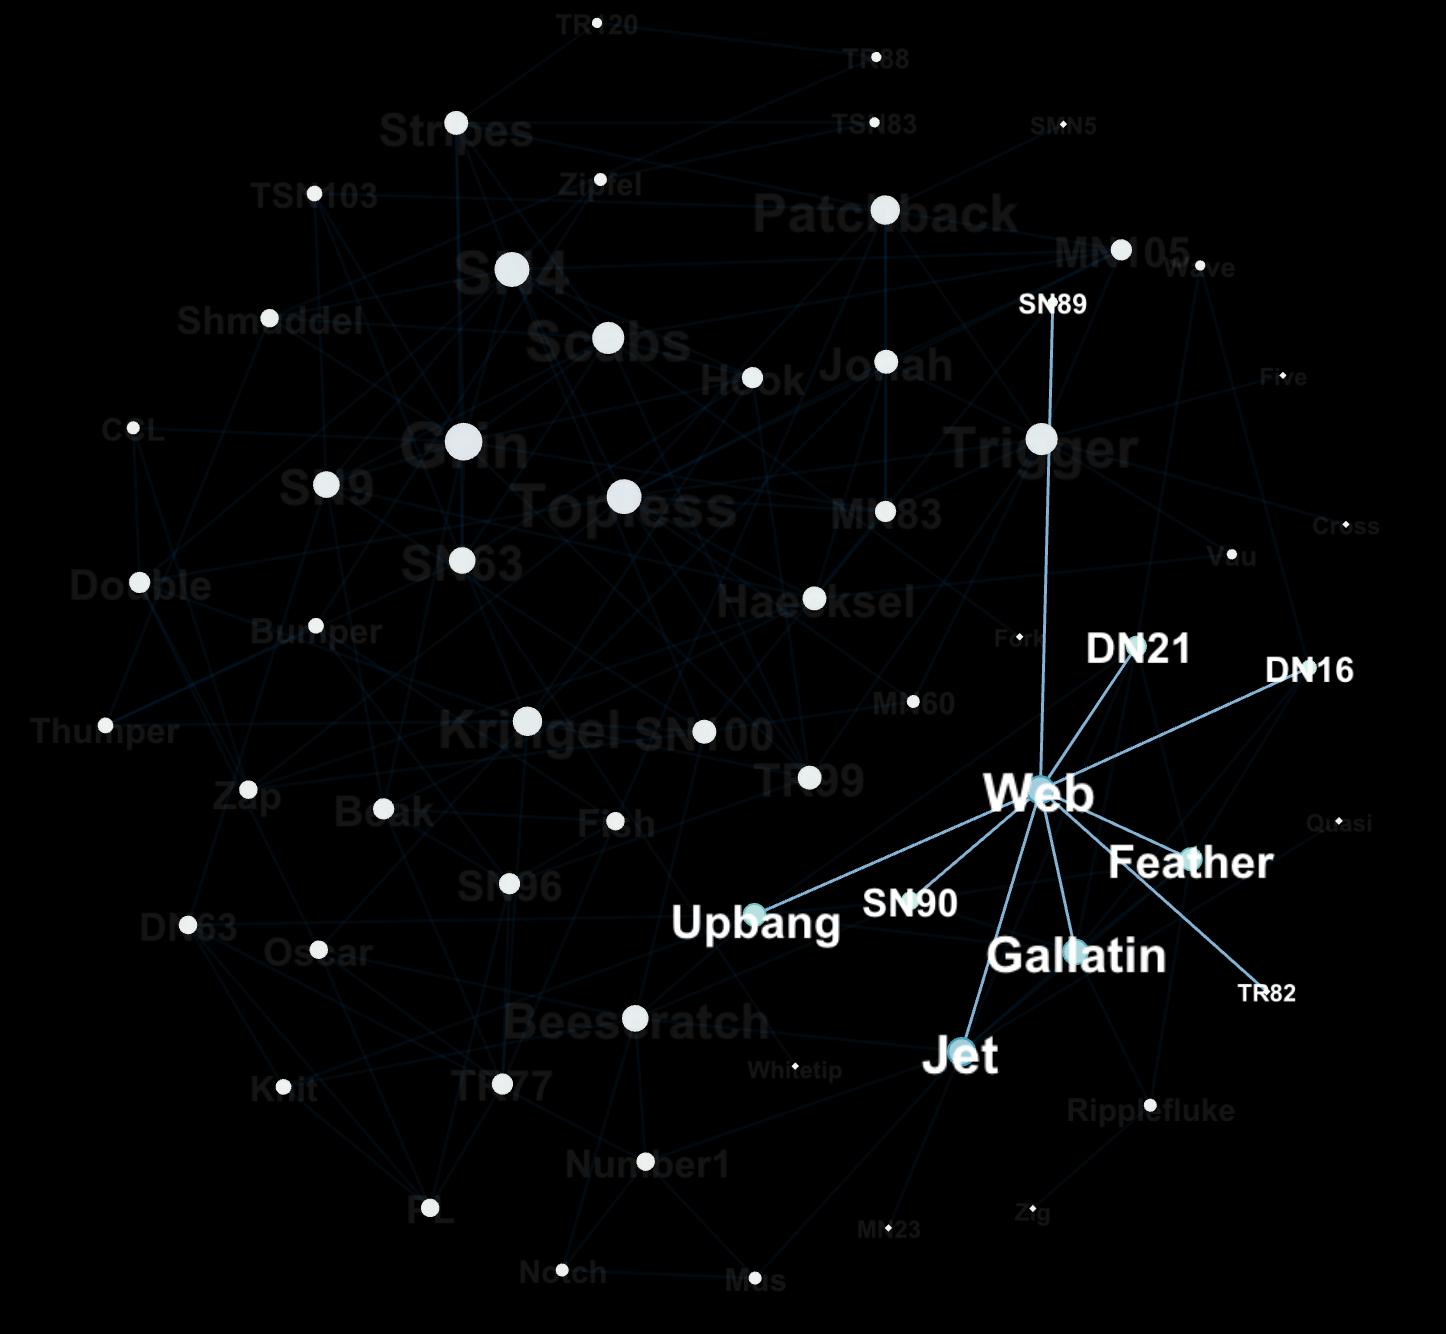 TR120
TR88
Stripes
TSN83
SMN5
TSN103
Zipfel
Patchback
MN105
Wave
SN4
SN89
Shmuddel
Scabs
Hook
Jonah
Five
CCL
Grin
Trigger
SN9
Topless
MN83
Cross
SN63
Vau
Double
Haecksel
Bumper
Fork
DN21
DN16
MN60
Thumper
Kringel
SN100
TR99
Zap
Beak
Fish
Web
Quasi
Feather
SN96
SN90
Upbang
DN63
Oscar
Gallatin
TR82
Beescratch
Jet
Whitetip
Knit
TR77
Ripplefluke
Number1
PL
Zig
MN23
Notch
Mus